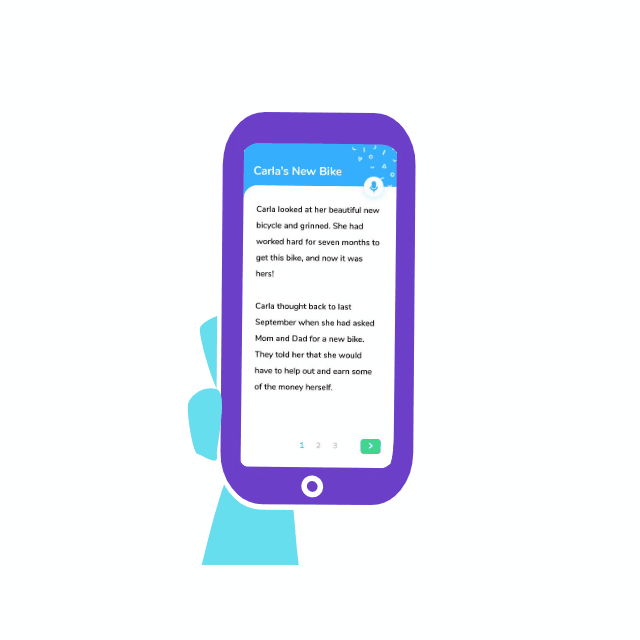 Carla's New Bike
Carla looked at her beautiful new
bicycle and grinned. She had
worked hard for seven months to
get this bike, and now it was
hers!
Carla thought back to last
September when she had asked
Mom and Dad for a new bike.
They told her that she would
have to help out and earn some
of the money herself.
1 2 3